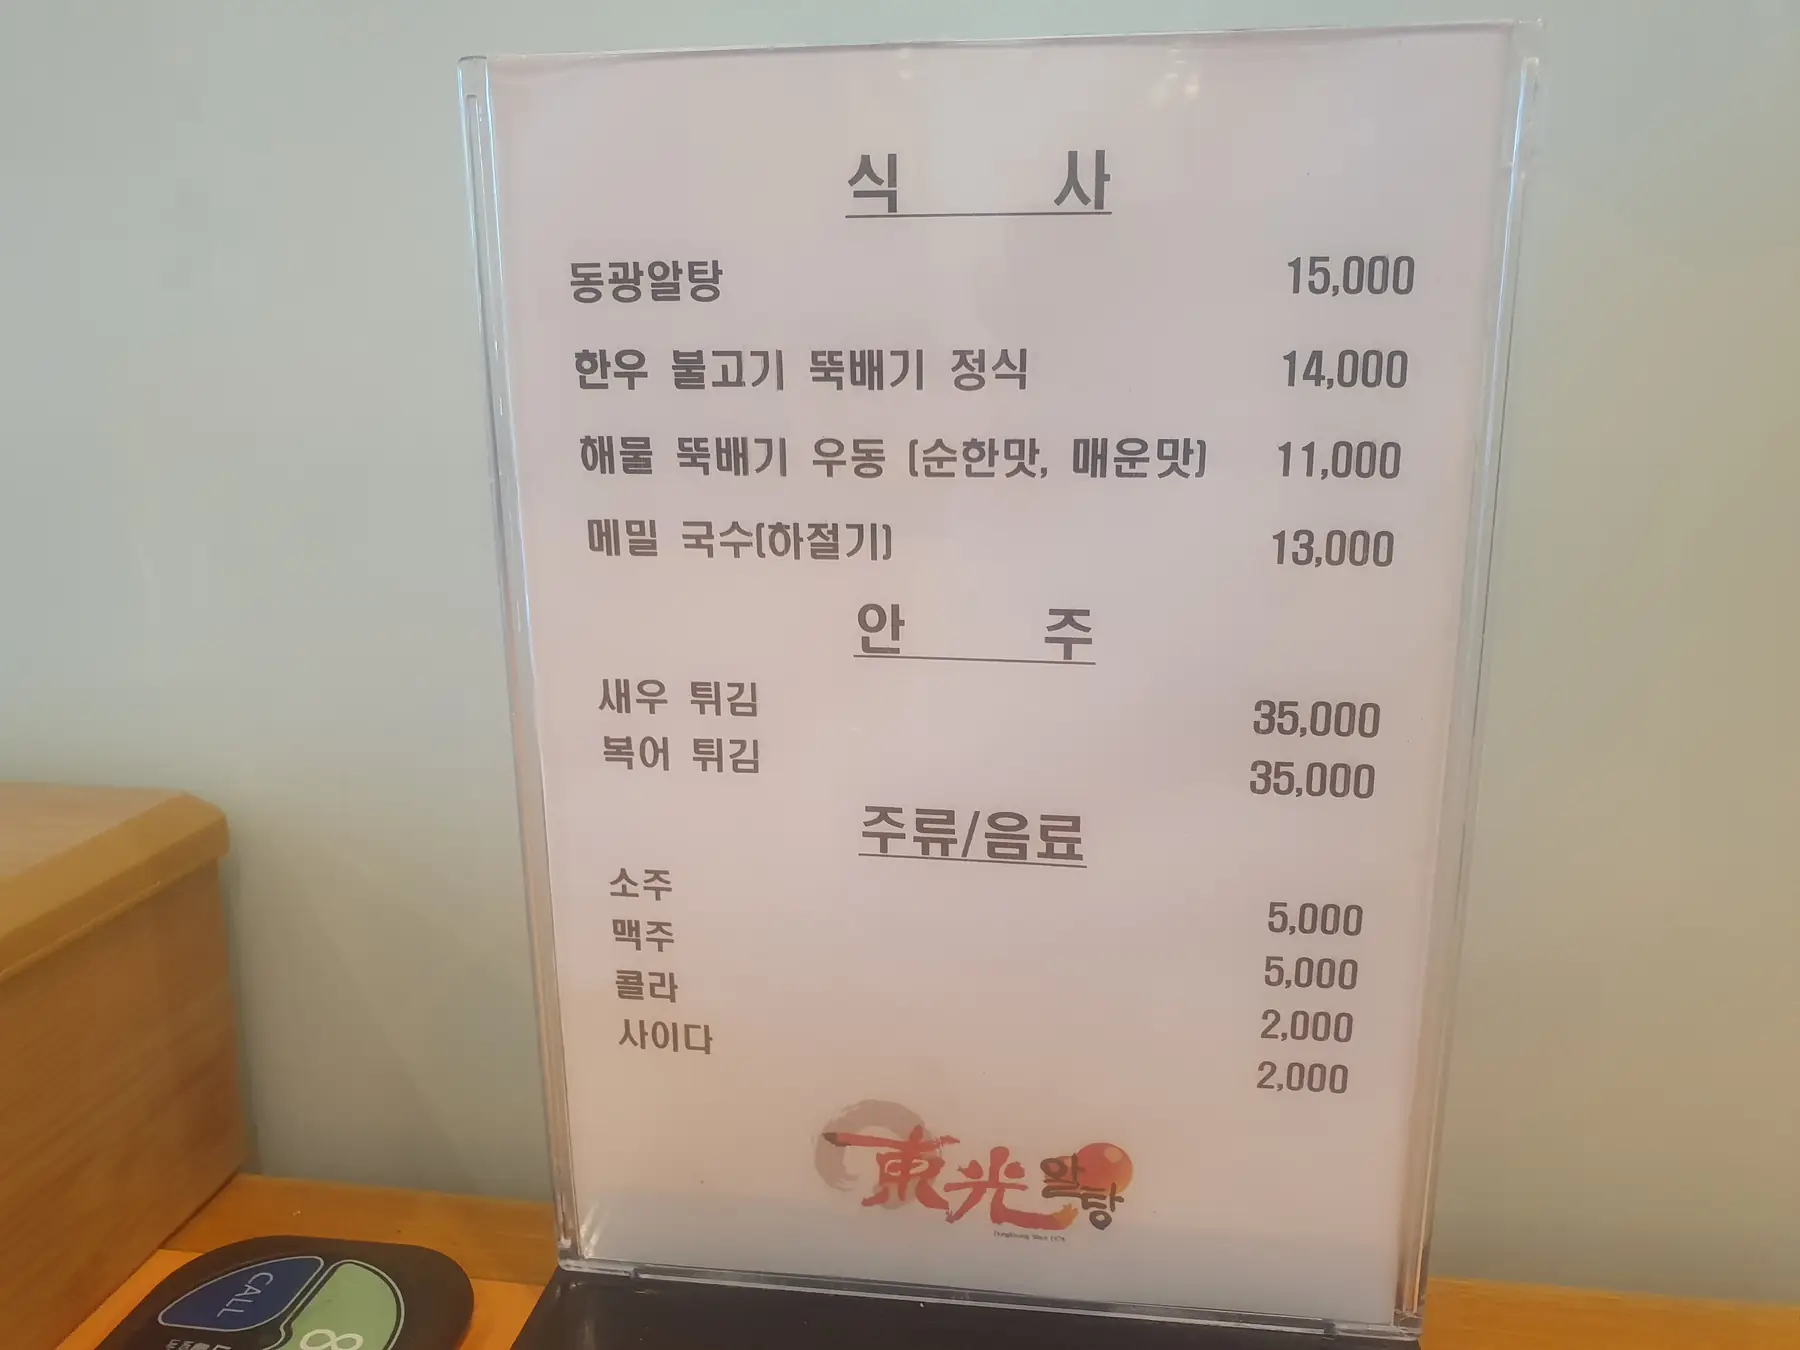 식 사
동광알탕 15,000
한우 불고기 뚝배기 정식 14,000
해물 뚝배기 우동 (순한맛, 매운맛) 11,000
메밀 국수(하절기) 13,000
안 주
새우 튀김 35,000
복어 튀김 35,000
주류/음료
소주 5,000
맥주 5,000
콜라 2,000
사이다 2,000
東光 알탕
CALL
8